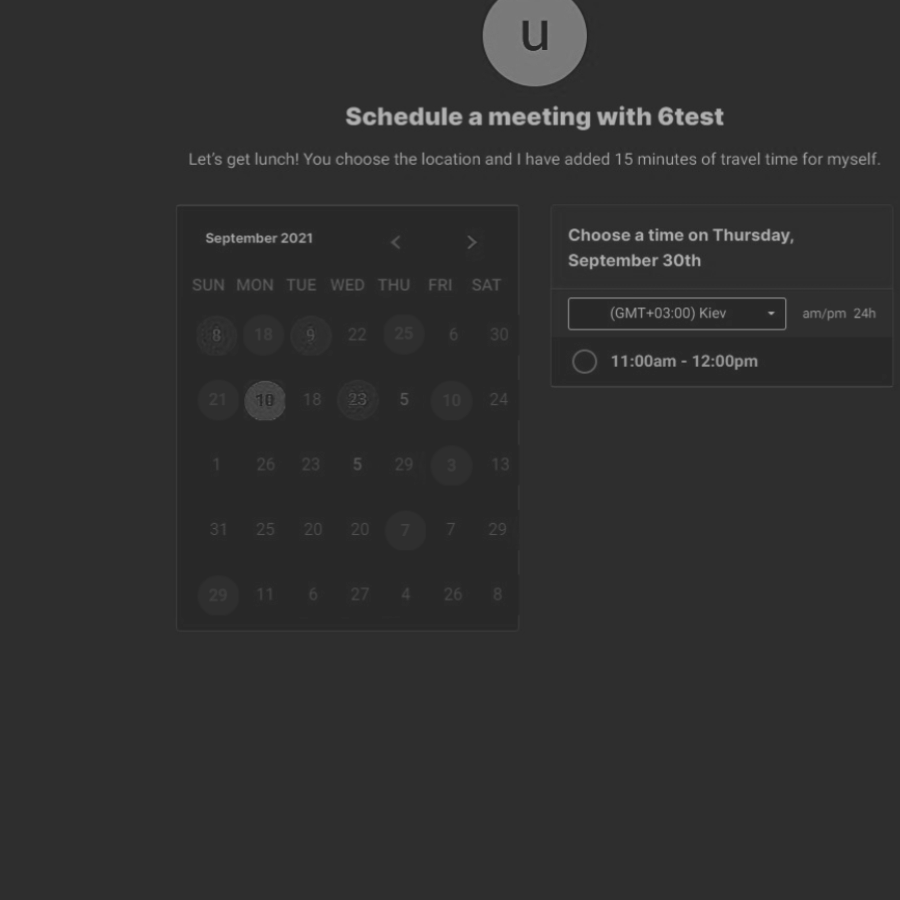 u
Schedule a meeting with 6test
Let's get lunch! You choose the location and I have added 15 minutes of travel time for myself.
September 2021 < >
SUN MON TUE WED THU FRI SAT
8 18 9 22 25 6 30
21 10 18 23 5 10 24
1 26 23 5 29 3 13
31 25 20 20 7 7 29
29 11 6 27 4 26 8
Choose a time on Thursday,
September 30th
(GMT+03:00) Kiev am/pm 24h
11:00am - 12:00pm